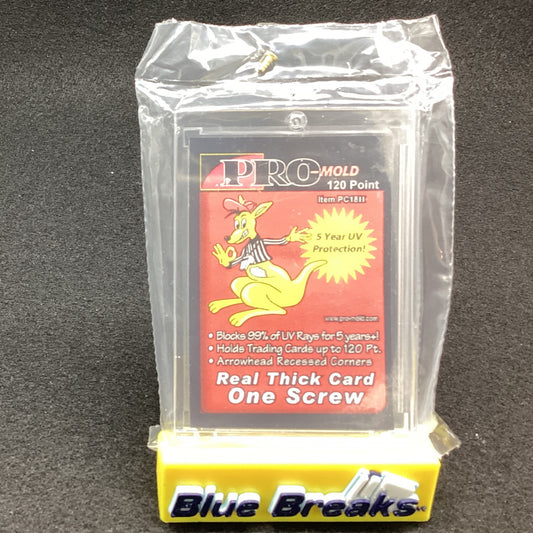 PRO-MOLD
120 Point
Item PC18II
5 Year UV
Protection!
www.pro-mold.com
• Blocks 99% of UV Rays for 5 years+!
• Holds Trading Cards up to 120 Pt.
• Arrowhead Recessed Corners
Real Thick Card
One Screw
Blue Breaks